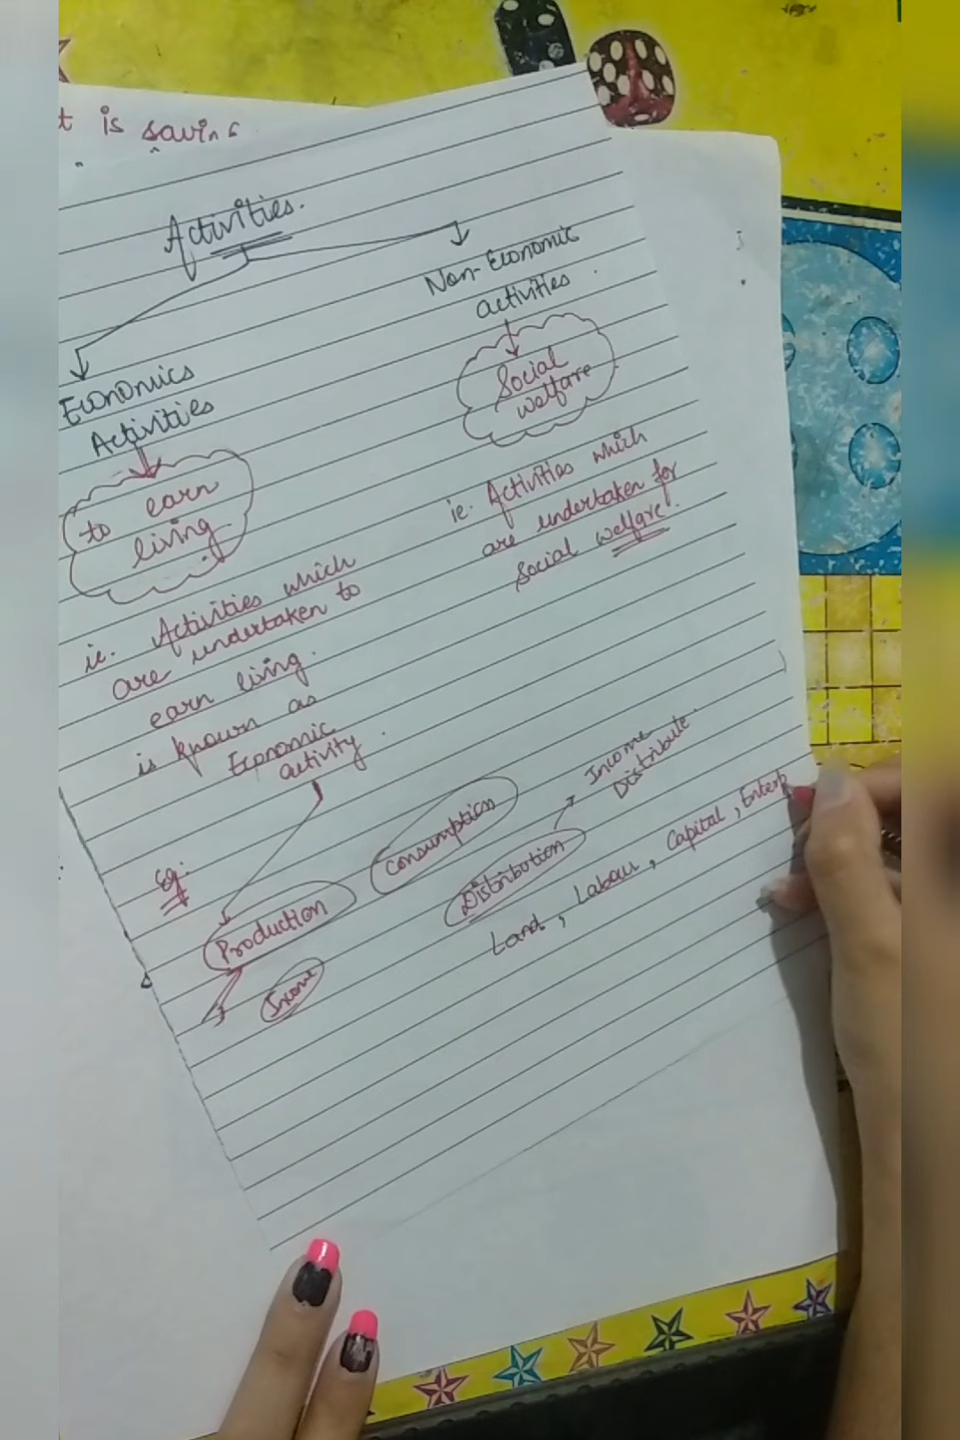 t is savin
Activities.
Economics
Activities
to earn
living
ie. Activities which
are undertaken to
earn living.
is known as
Economic
activity.
Non-Economic
activities.
Social
welfare
ie. Activities which
are undertaken for
Social welfare.
Eg.
Production
Income
Consumption
Distribution
Income
Distribute.
Land, Labour, Capital, Enterp